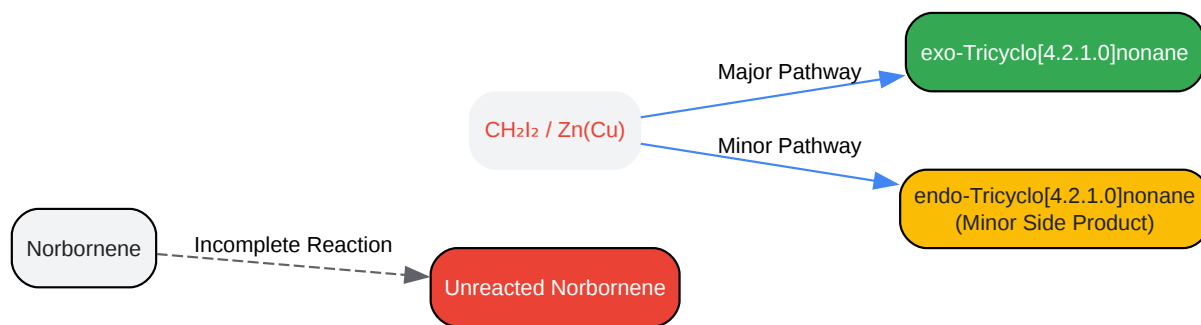 exo-Tricyclo[4.2.1.0]nonane
Major Pathway
CH₂I₂ / Zn(Cu)
Minor Pathway
endo-Tricyclo[4.2.1.0]nonane
(Minor Side Product)
Norbornene
Incomplete Reaction
Unreacted Norbornene